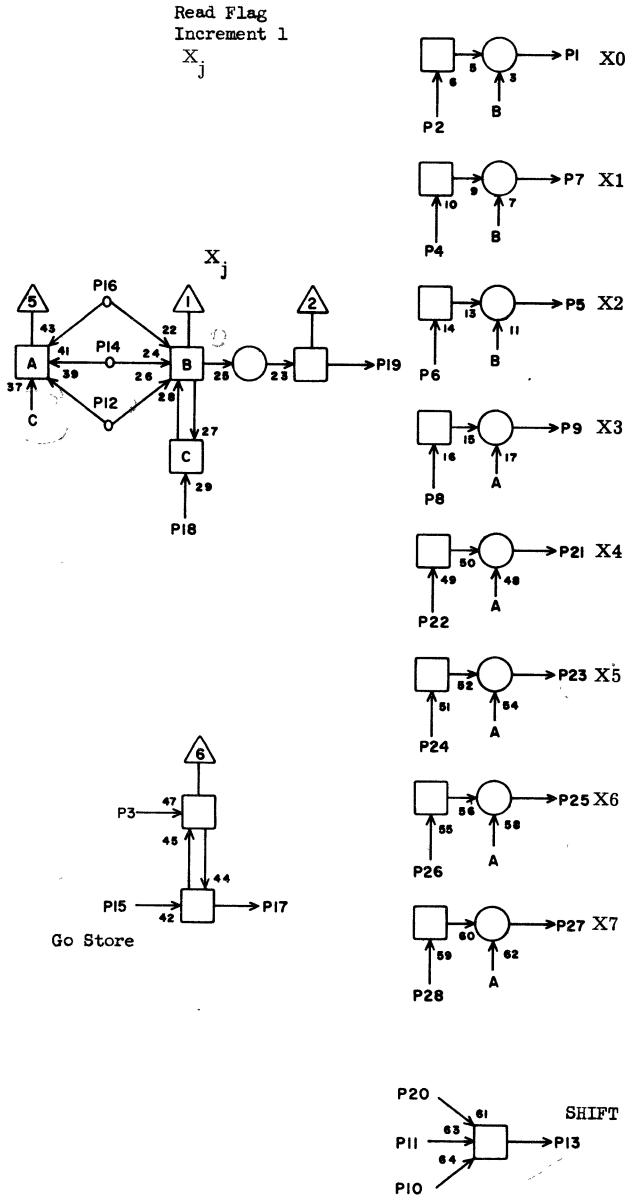 Read Flag
Increment 1
Xj
P1 X0
5
6
3
P2
B
P7 X1
9
10
7
P4
B
P5 X2
13
14
11
P6
B
P9 X3
15
16
17
P8
A
P21 X4
50
49
48
P22
A
P23 X5
52
51
54
P24
A
P25 X6
56
55
58
P26
A
P27 X7
60
59
62
P28
A
Xj
5
P16
1
2
43
22
A
41
P14
24
B
P19
37
39
26
25
23
C
P12
28
27
C
29
P18
6
P3
47
45
44
P15
42
P17
Go Store
P20
61
SHIFT
P11
63
P13
64
P10